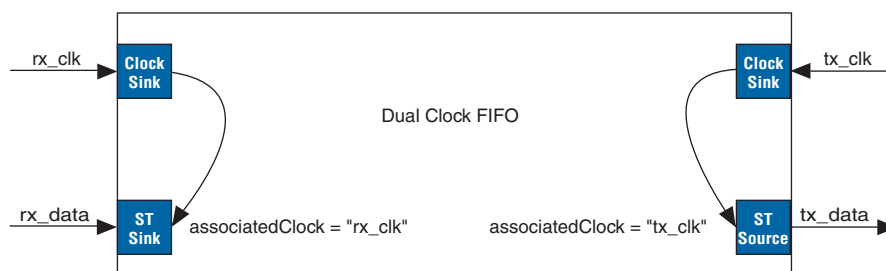 rx_clk
Clock
Sink
Clock
Sink
tx_clk
Dual Clock FIFO
rx_data
ST
Sink
associatedClock = "rx_clk"
associatedClock = "tx_clk"
ST
Source
tx_data